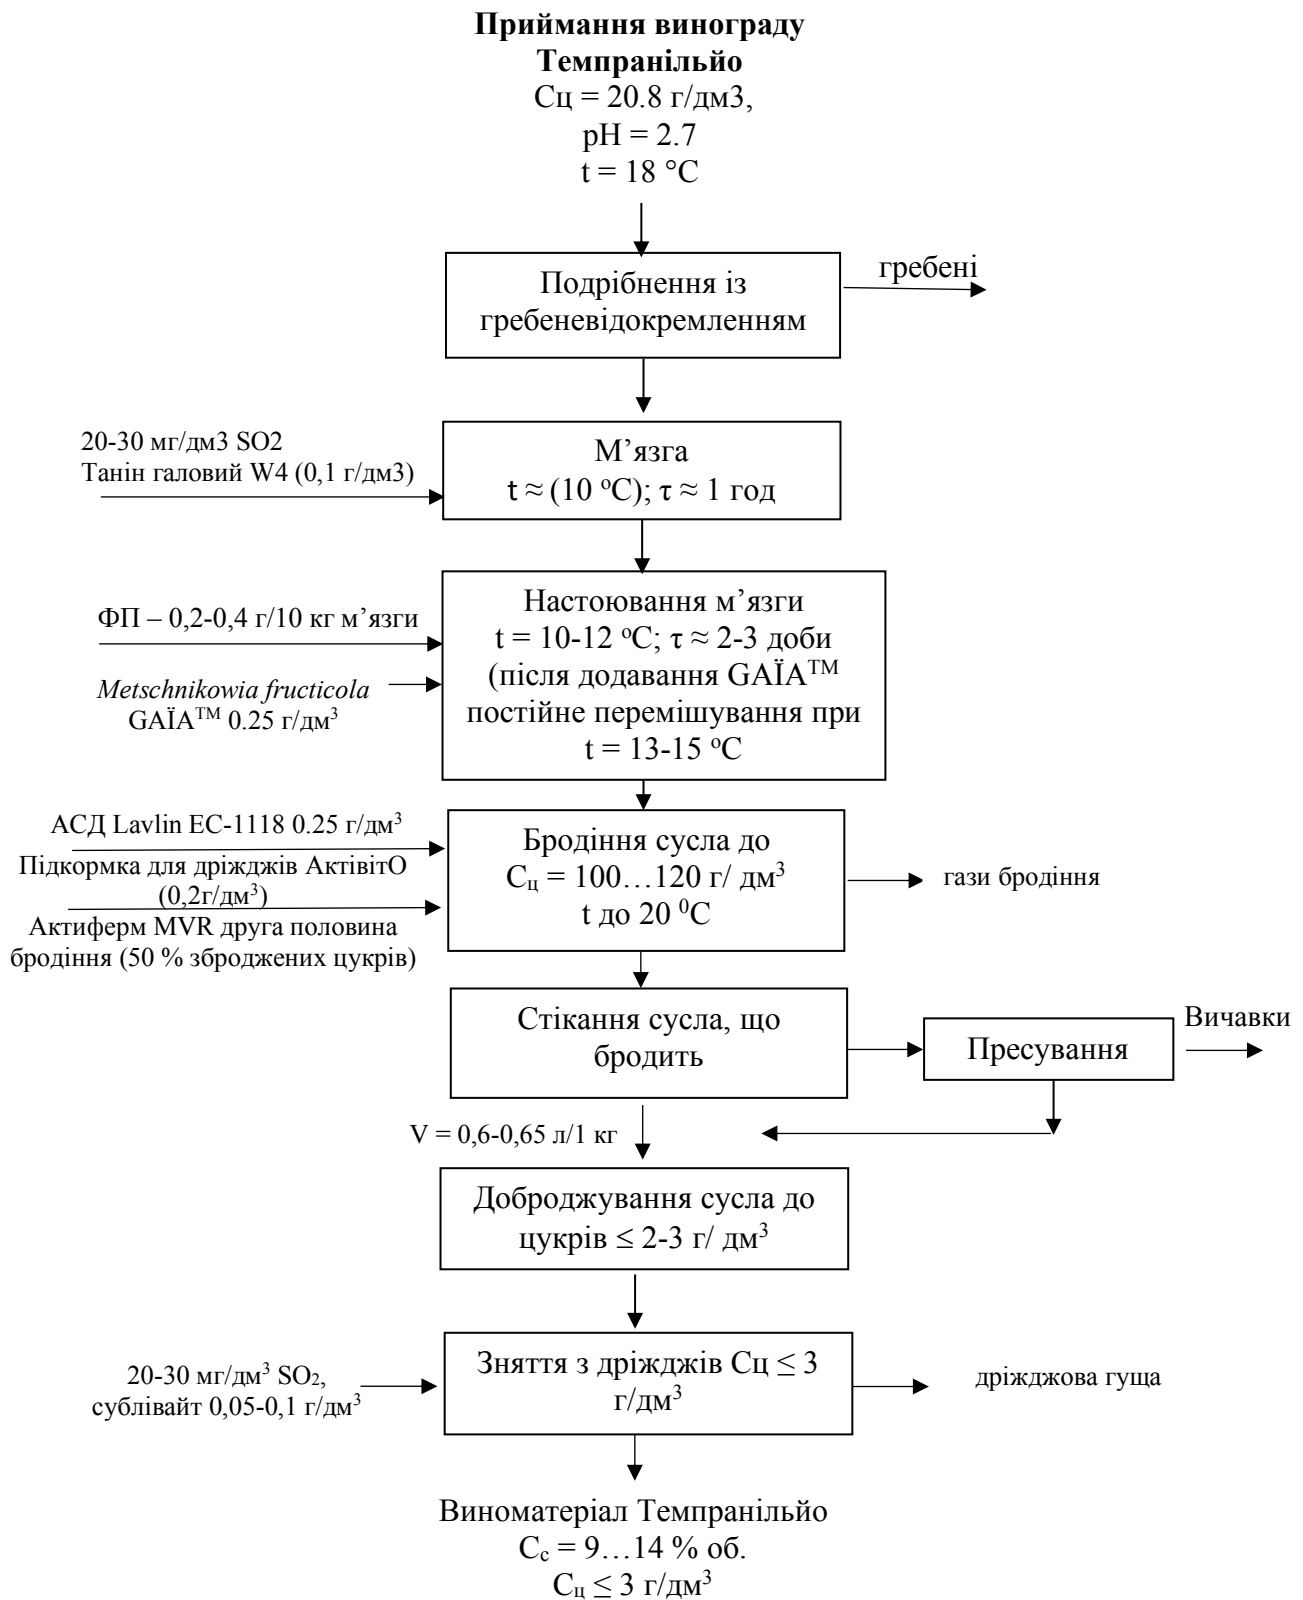 Приймання винограду
Темпранільйо
Сц = 20.8 г/дм3,
pH = 2.7
t = 18 °C
Подрібнення із
гребеневідокремленням
гребені
20-30 мг/дм3 SO2
Танін галовий W4 (0,1 г/дм3)
М’язга
t ≈ (10 ºС); τ ≈ 1 год
ФП – 0,2-0,4 г/10 кг м’язги
Metschnikowia fructicola
GAÏA™ 0.25 г/дм³
Настоювання м’язги
t = 10-12 ºС; τ ≈ 2-3 доби
(після додавання GAÏA™
постійне перемішування при
t = 13-15 ºС
АСД Lavlin EC-1118 0.25 г/дм³
Підкормка для дріжджів АктівітО
(0,2г/дм³)
Актиферм MVR друга половина
бродіння (50 % зброджених цукрів)
Бродіння сусла до
Сц = 100…120 г/ дм³
t до 20 ⁰С
гази бродіння
Стікання сусла, що
бродить
Пресування
Вичавки
V = 0,6-0,65 л/1 кг
Доброджування сусла до
цукрів ≤ 2-3 г/ дм³
20-30 мг/дм³ SO₂,
сублівайт 0,05-0,1 г/дм³
Зняття з дріжджів Сц ≤ 3
г/дм³
дріжджова гуща
Виноматеріал Темпранільйо
Сс = 9…14 % об.
Сц ≤ 3 г/дм³